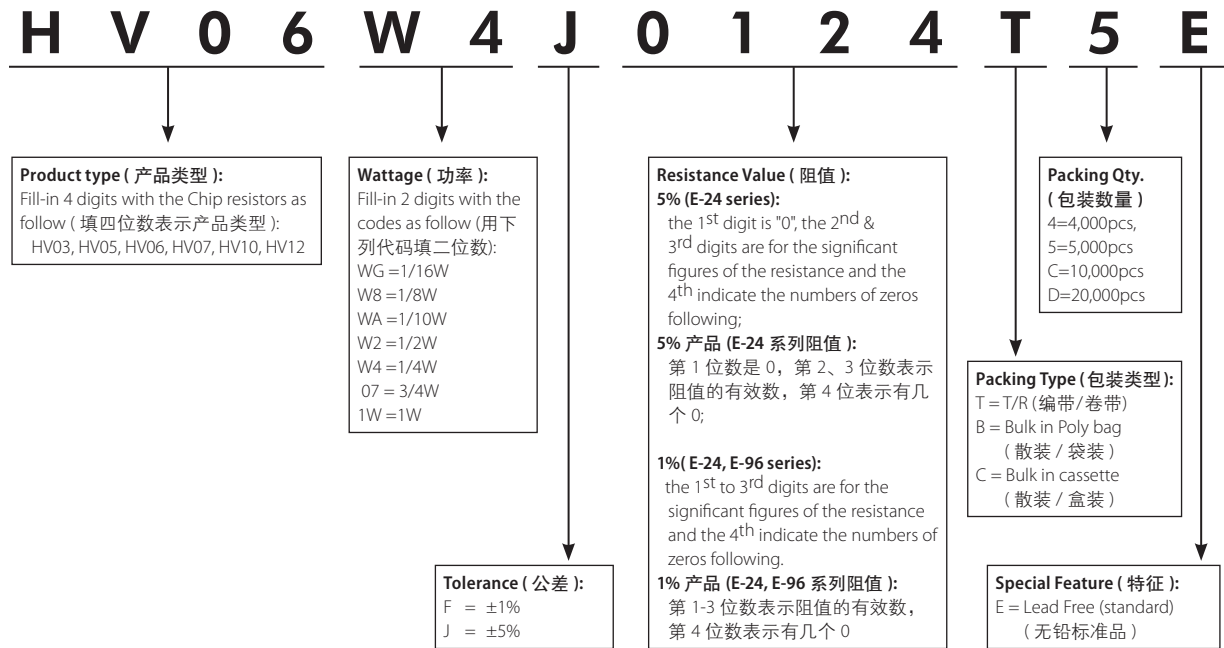 HV06 W4 J 0124 T 5 E
Product type ( 产品类型 ):
Fill-in 4 digits with the Chip resistors as
follow ( 填四位数表示产品类型 ):
HV03, HV05, HV06, HV07, HV10, HV12
Wattage ( 功率 ):
Fill-in 2 digits with the
codes as follow (用下
列代码填二位数):
WG =1/16W
W8 =1/8W
WA =1/10W
W2 =1/2W
W4 =1/4W
07 = 3/4W
1W =1W
Tolerance ( 公差 ):
F = ±1%
J = ±5%
Resistance Value ( 阻值 ):
5% (E-24 series):
the 1st digit is "0", the 2nd &
3rd digits are for the significant
figures of the resistance and the
4th indicate the numbers of zeros
following;
5% 产品 (E-24 系列阻值 ):
第 1 位数是 0，第 2、3 位数表示
阻值的有效数，第 4 位表示有几
个 0;
1%( E-24, E-96 series):
the 1st to 3rd digits are for the
significant figures of the resistance
and the 4th indicate the numbers of
zeros following.
1% 产品 (E-24, E-96 系列阻值 ):
第 1-3 位数表示阻值的有效数，
第 4 位数表示有几个 0
Packing Qty.
( 包装数量 )
4=4,000pcs,
5=5,000pcs
C=10,000pcs
D=20,000pcs
Packing Type (包装类型):
T = T/R (编带/卷带)
B = Bulk in Poly bag
( 散装 / 袋装 )
C = Bulk in cassette
( 散装 / 盒装 )
Special Feature ( 特征 ):
E = Lead Free (standard)
( 无铅标准品 )